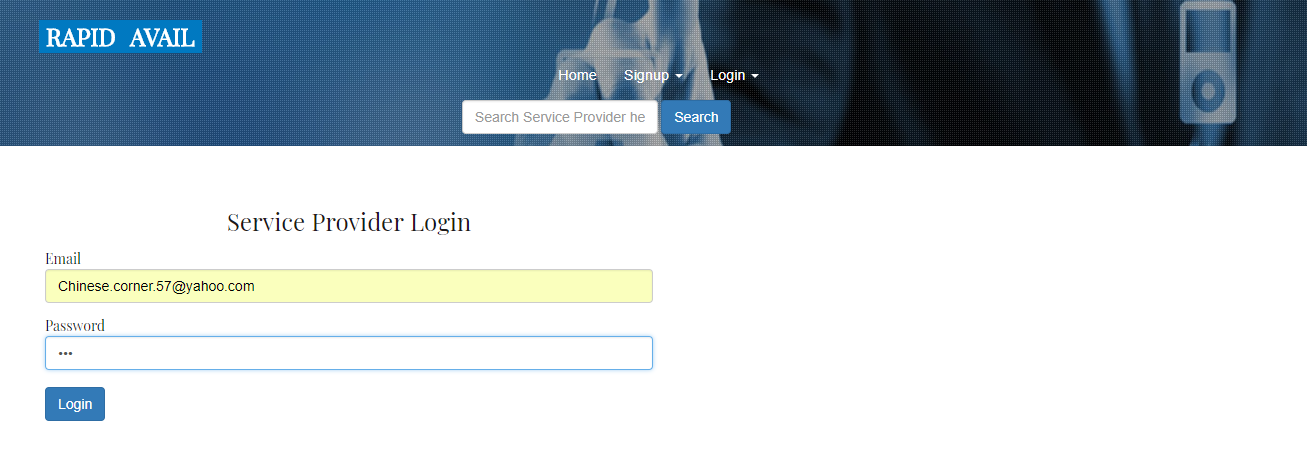 RAPID AVAIL
Home Signup Login
Search Service Provider he Search
Service Provider Login
Email
Chinese.corner.57@yahoo.com
Password
•••
Login